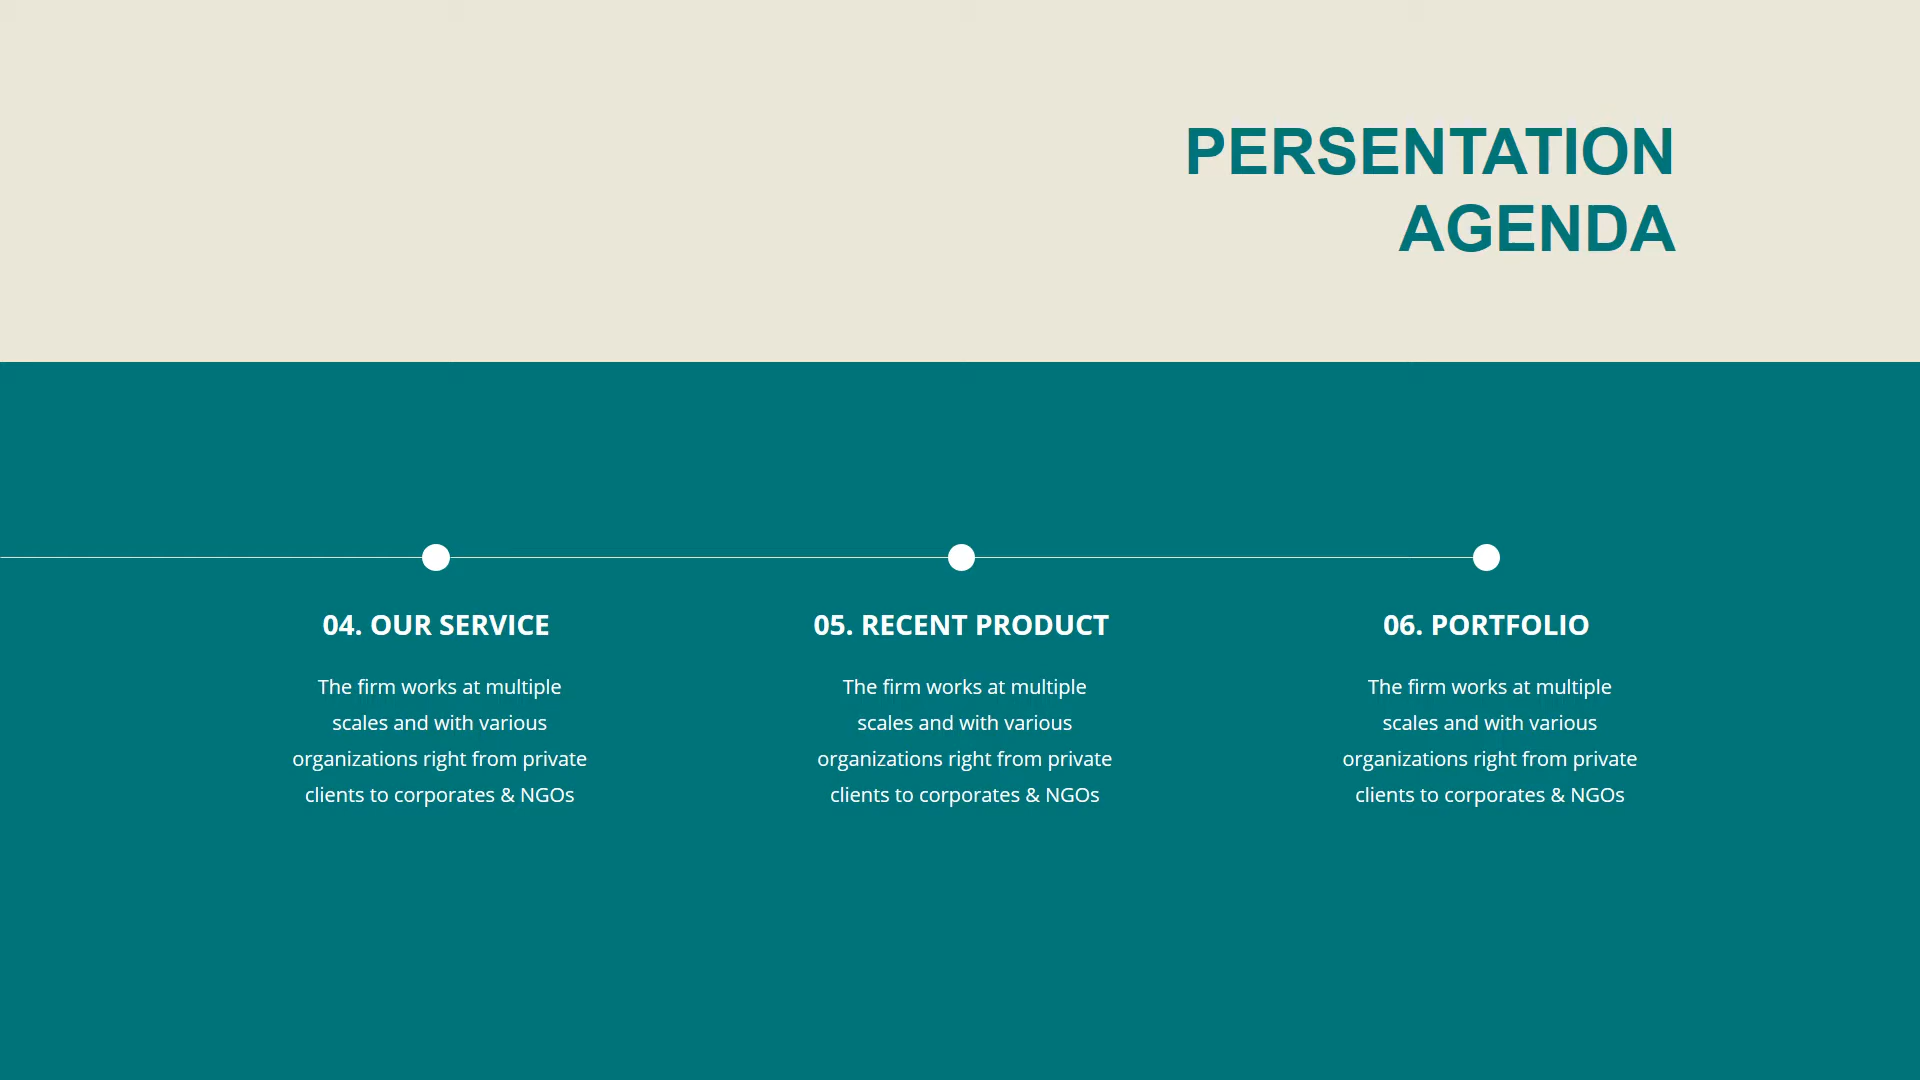 PERSENTATION
AGENDA
04. OUR SERVICE
The firm works at multiple
scales and with various
organizations right from private
clients to corporates & NGOs
05. RECENT PRODUCT
The firm works at multiple
scales and with various
organizations right from private
clients to corporates & NGOs
06. PORTFOLIO
The firm works at multiple
scales and with various
organizations right from private
clients to corporates & NGOs